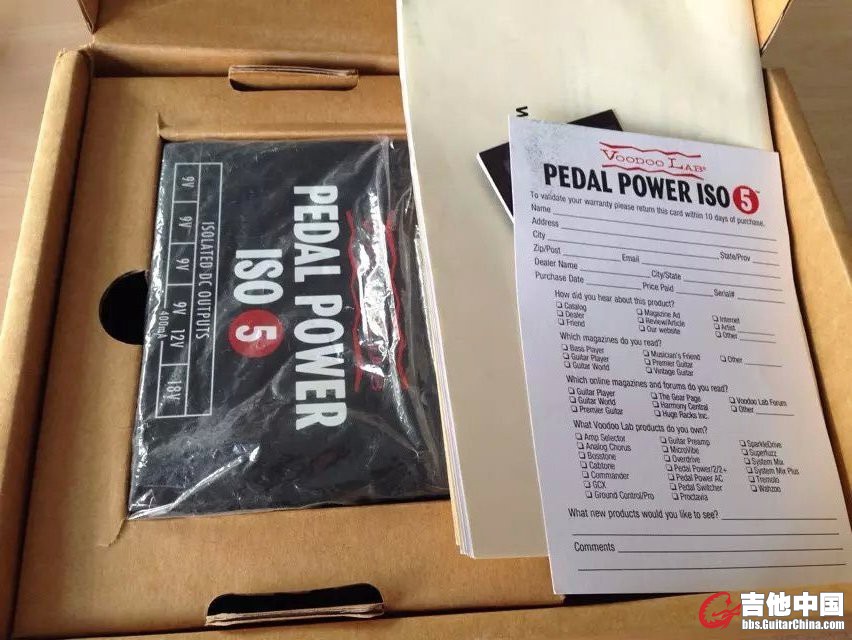 9V 9V 9V 9V 12V 18V
400mA
ISOLATED DC OUTPUTS
PEDAL POWER
ISO 5
VOODOO LAB®
PEDAL POWER ISO 5™
To validate your warranty please return this card within 10 days of purchase.
Name
Address
City
Zip/Post Email State/Prov
Dealer Name City/State
Purchase Date Price Paid Serial#
How did you hear about this product?
Catalog Magazine Ad Internet
Dealer Review/Article Artist
Friend Our website Other
Which magazines do you read?
Bass Player Musician's Friend Other
Guitar Player Premier Guitar
Guitar World Vintage Guitar
Which online magazines and forums do you read?
Guitar Player The Gear Page Voodoo Lab Forum
Guitar World Harmony Central Other
Premier Guitar Huge Racks Inc.
What Voodoo Lab products do you own?
Amp Selector Guitar Preamp SparkleDrive
Analog Chorus MicroVibe Superfuzz
Bosstone Overdrive System Mix
Cabtone Pedal Power/2/2+ System Mix Plus
Commander Pedal Power AC Tremolo
GCX Pedal Switcher Wahzoo
Ground Control/Pro Proctavia
What new products would you like to see?
Comments
吉他中国
bbs.GuitarChina.com